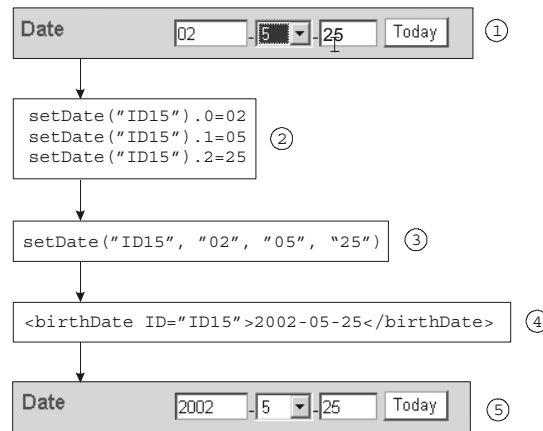 Date 02 - 5 - 25 Today 1
setDate("ID15").0=02
setDate("ID15").1=05
setDate("ID15").2=25
2
setDate("ID15", "02", "05", “25") 3
<birthDate ID="ID15">2002-05-25</birthDate> 4
Date 2002 - 5 - 25 Today 5